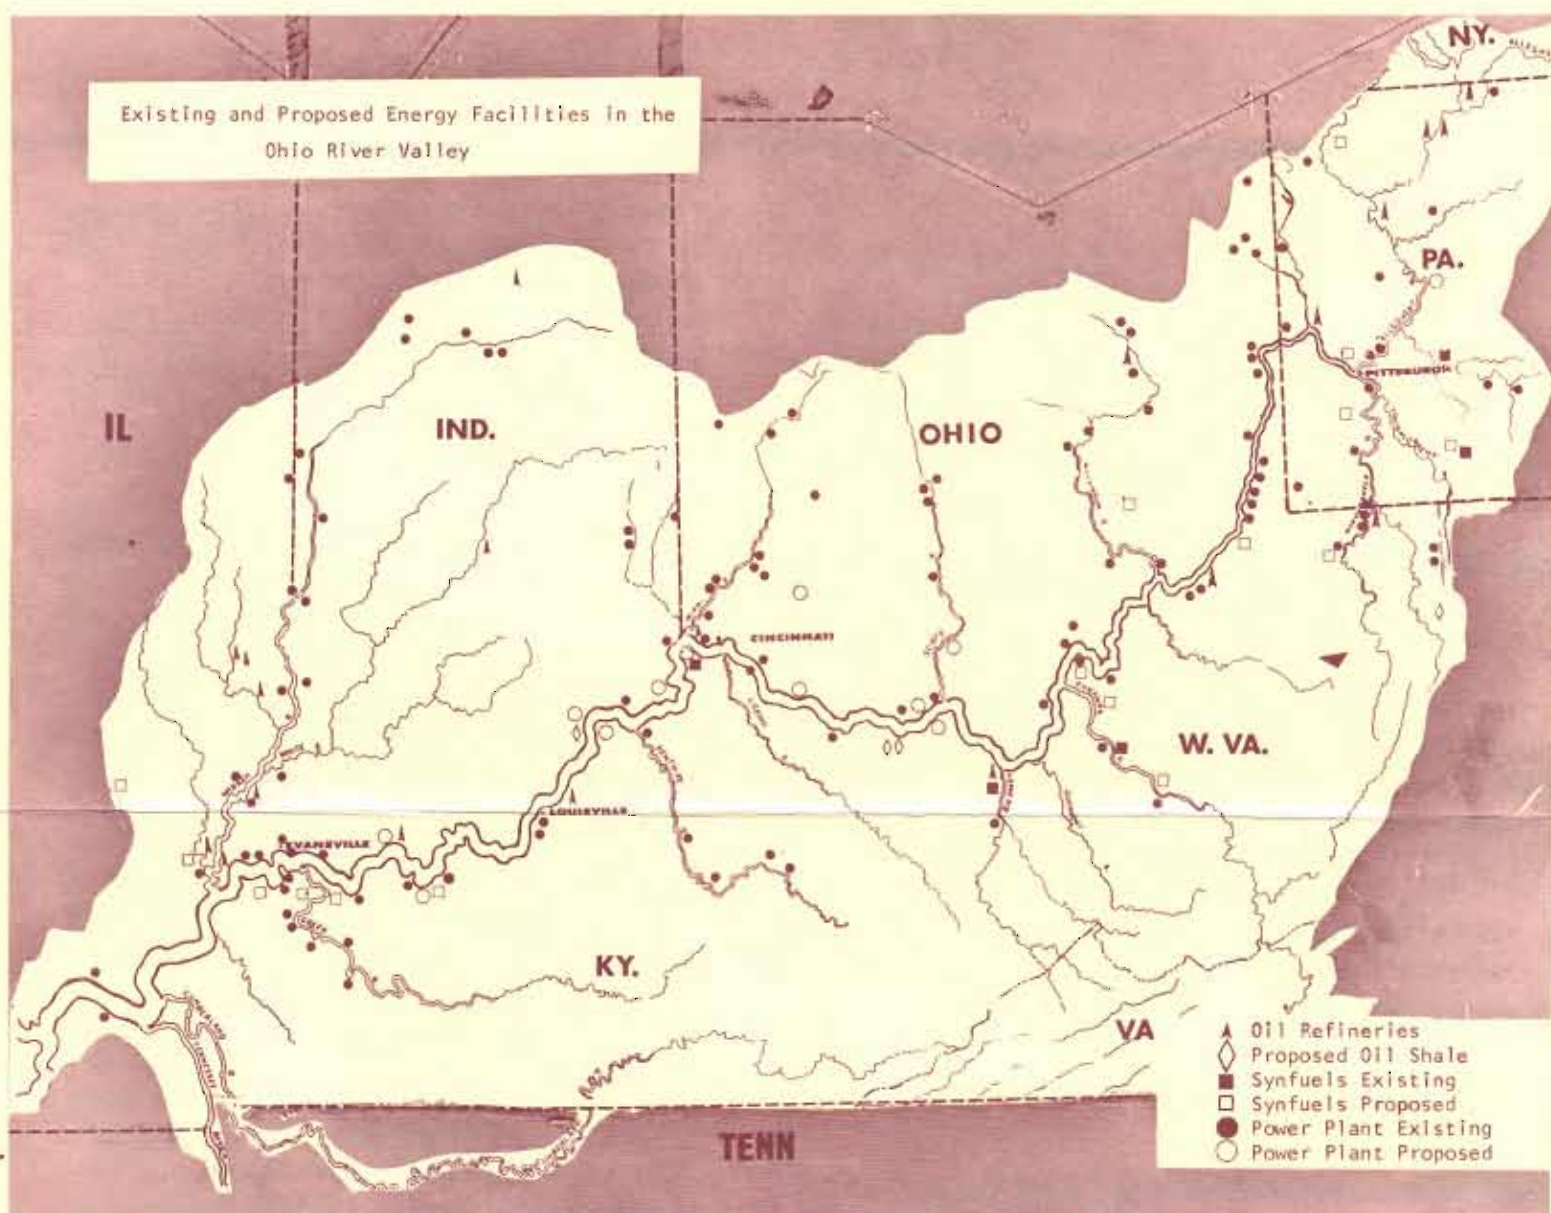 Existing and Proposed Energy Facilities in the
Ohio River Valley
NY.
PA.
PITTSBURGH
IL
IND.
OHIO
CINCINNATI
W. VA.
LOUISVILLE
EVANSVILLE
KY.
CUMBERLAND
TENNESSEE
VA
TENN
Oil Refineries
Proposed Oil Shale
Synfuels Existing
Synfuels Proposed
Power Plant Existing
Power Plant Proposed